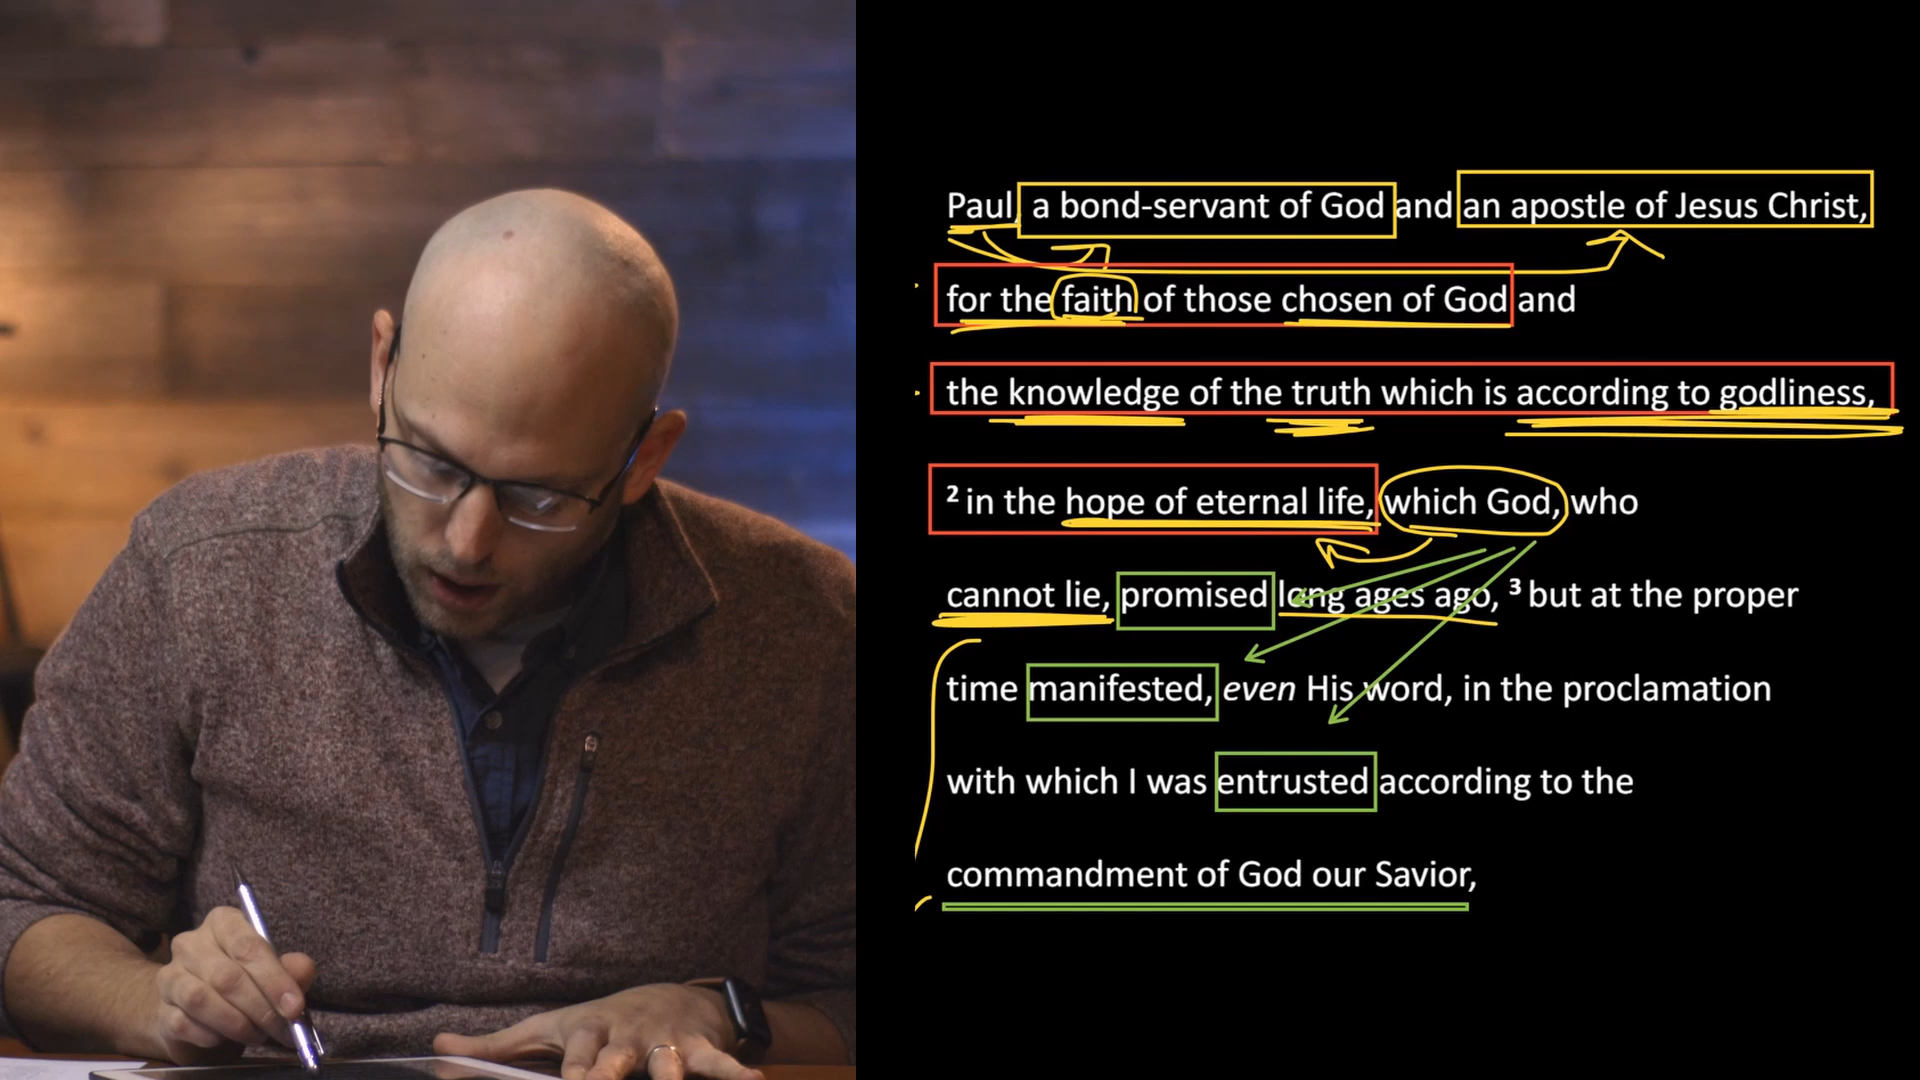 Paul, a bond-servant of God and an apostle of Jesus Christ,
for the faith of those chosen of God and
the knowledge of the truth which is according to godliness,
2 in the hope of eternal life, which God, who
cannot lie, promised long ages ago, 3 but at the proper
time manifested, even His word, in the proclamation
with which I was entrusted according to the
commandment of God our Savior,